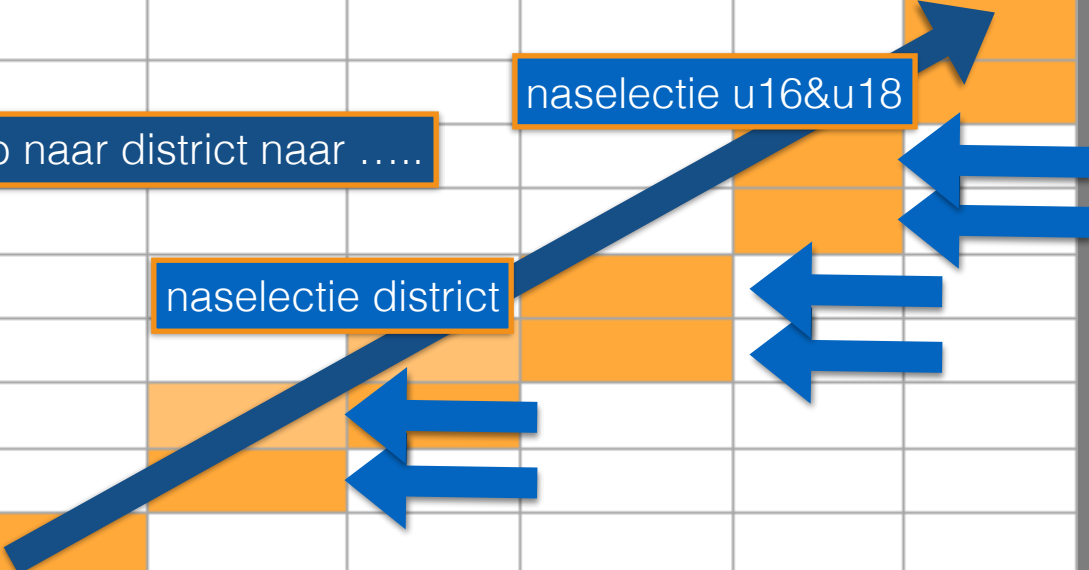 naselectie u16&u18
naar district naar .....
naselectie district